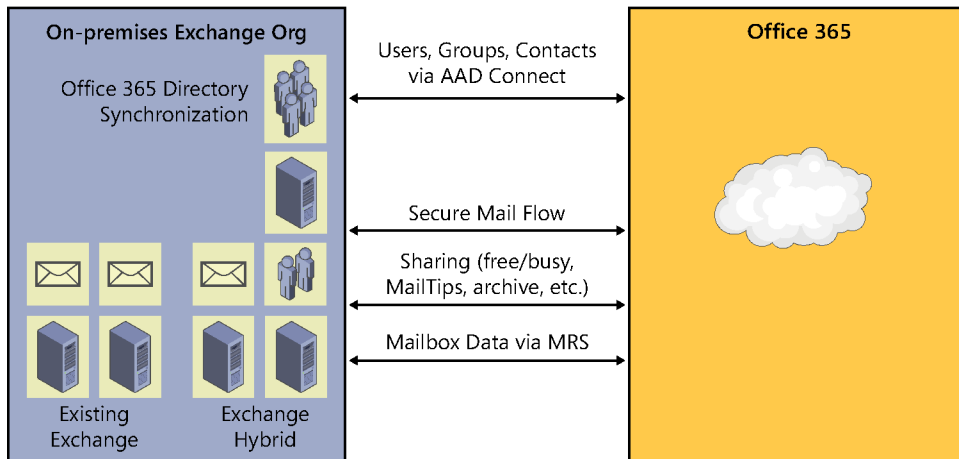 On-premises Exchange Org
Office 365 Directory
Synchronization
Existing
Exchange
Exchange
Hybrid
Users, Groups, Contacts
via AAD Connect
Secure Mail Flow
Sharing (free/busy,
MailTips, archive, etc.)
Mailbox Data via MRS
Office 365